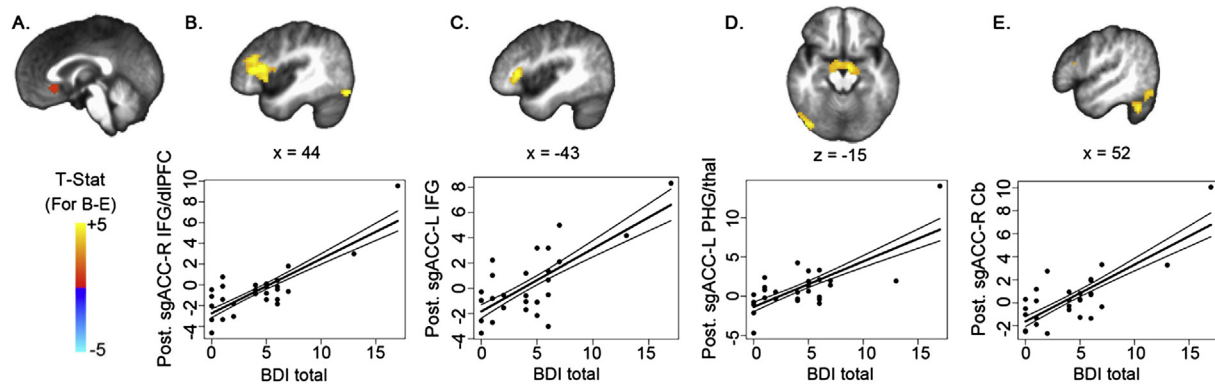 A.
B.
C.
D.
E.
x = 44
x = -43
z = -15
x = 52
T-Stat
(For B-E)
+5
-5
Post. sgACC-R IFG/dlPFC
10
8
6
4
2
0
-2
-4
0 5 10 15
BDI total
Post. sgACC-L IFG
8
6
4
2
0
-2
-4
0 5 10 15
BDI total
Post. sgACC-L PHG/thal
10
5
0
-5
0 5 10 15
BDI total
Post. sgACC-R Cb
10
8
6
4
2
0
-2
0 5 10 15
BDI total